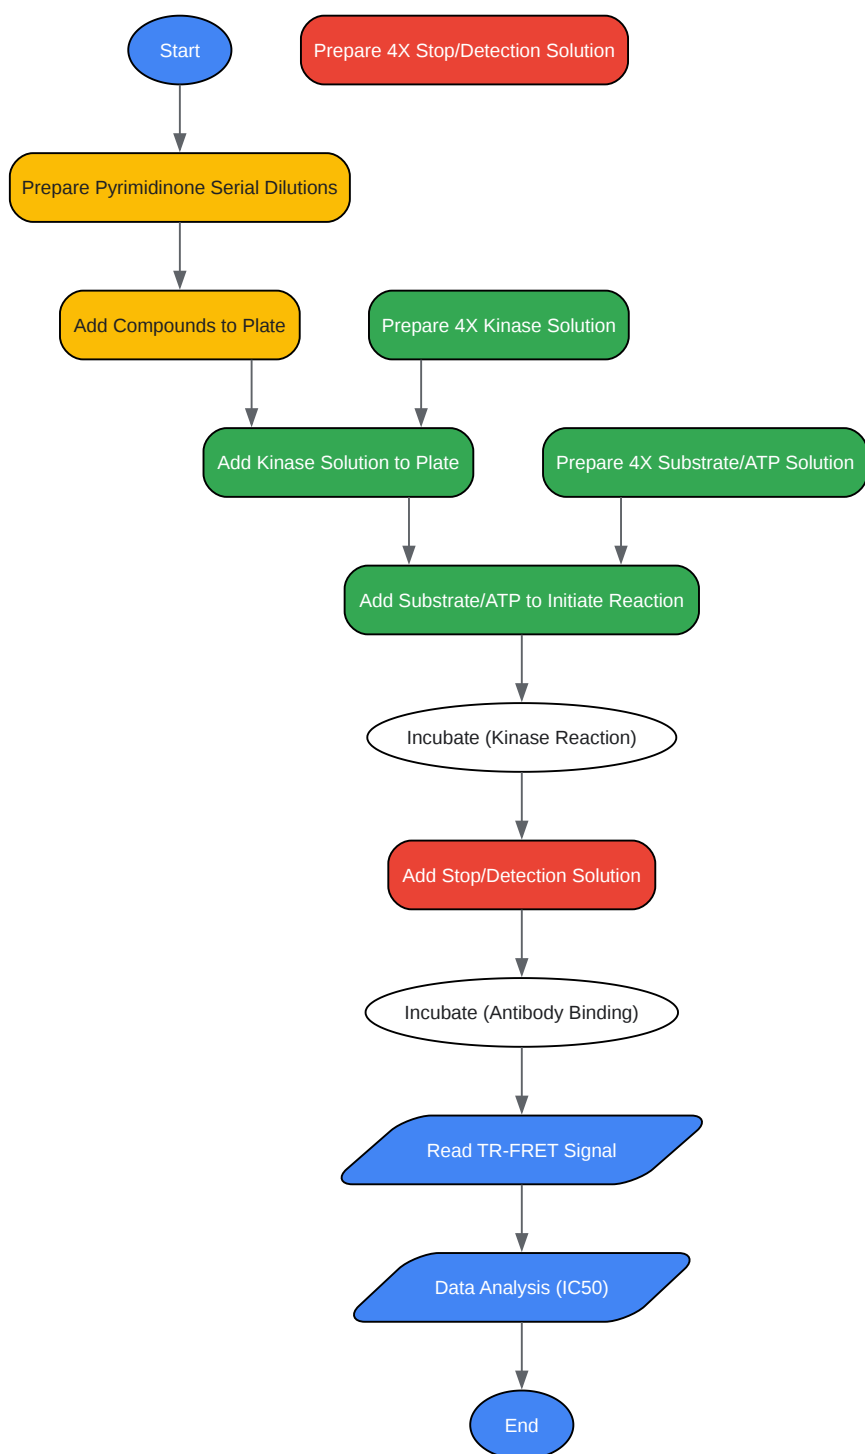 Start
Prepare 4X Stop/Detection Solution
Prepare Pyrimidinone Serial Dilutions
Add Compounds to Plate
Prepare 4X Kinase Solution
Add Kinase Solution to Plate
Prepare 4X Substrate/ATP Solution
Add Substrate/ATP to Initiate Reaction
Incubate (Kinase Reaction)
Add Stop/Detection Solution
Incubate (Antibody Binding)
Read TR-FRET Signal
Data Analysis (IC50)
End